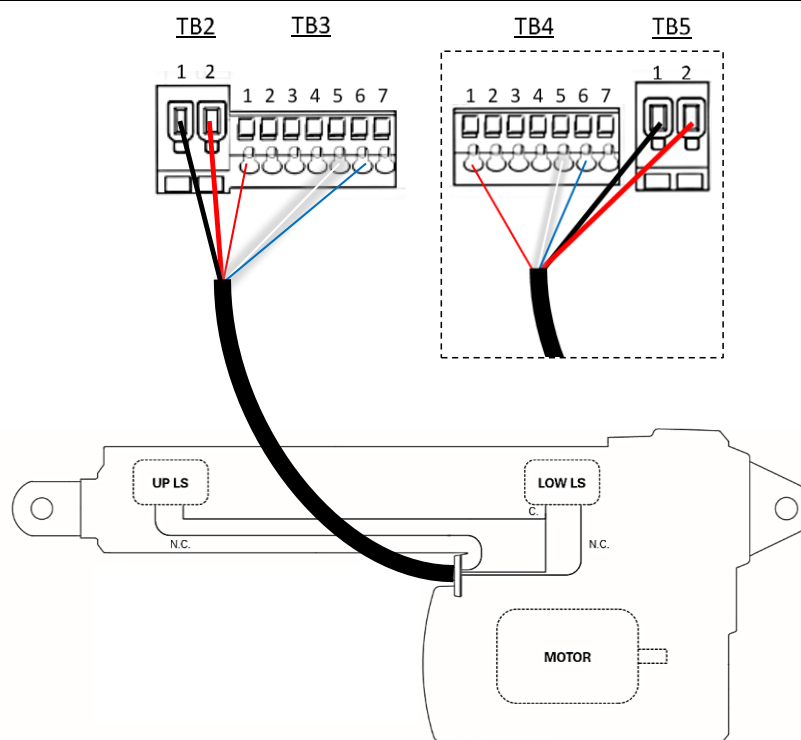 TB2 TB3 TB4 TB5
1 2 1 2
1 2 3 4 5 6 7 1 2 3 4 5 6 7
UP LS LOW LS
C.
N.C. N.C.
MOTOR